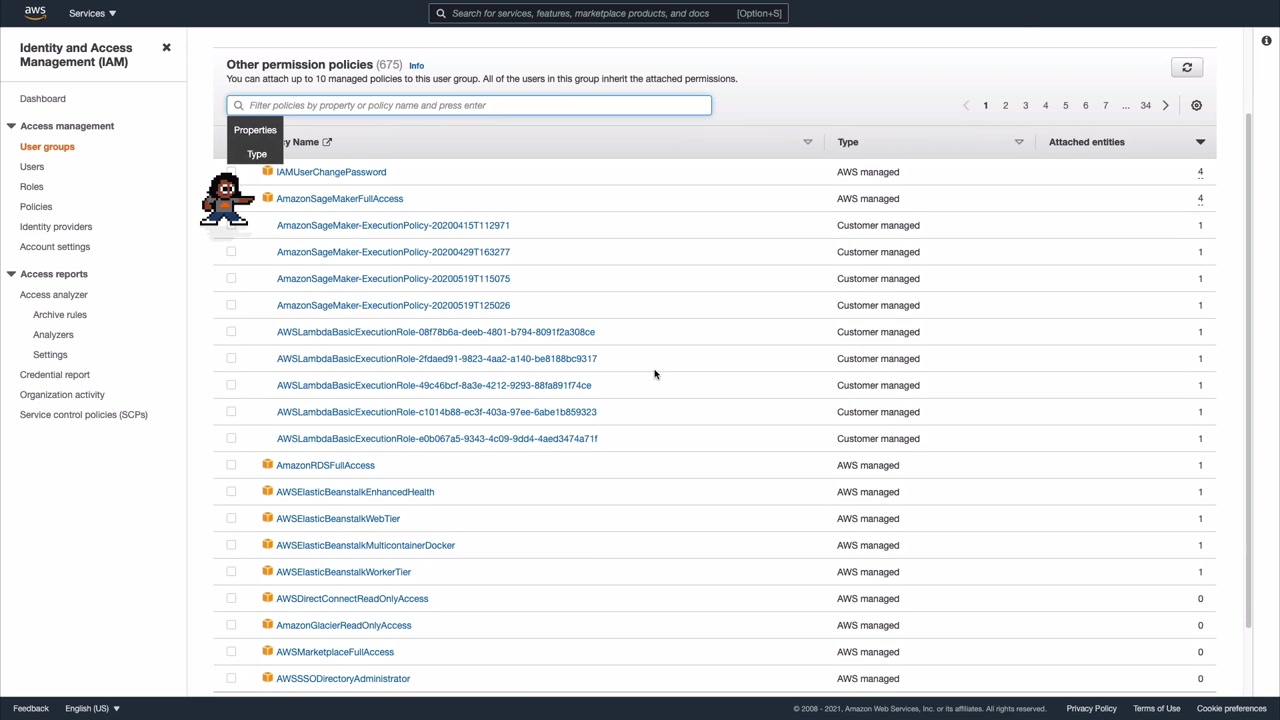 aws Services Search for services, features, marketplace products, and docs [Option+S]
Identity and Access Management (IAM)
Dashboard
Access management
User groups
Users
Roles
Policies
Identity providers
Account settings
Access reports
Access analyzer
Archive rules
Analyzers
Settings
Credential report
Organization activity
Service control policies (SCPs)
Other permission policies (675) Info
You can attach up to 10 managed policies to this user group. All of the users in this group inherit the attached permissions.
Filter policies by property or policy name and press enter
1 2 3 4 5 6 7 ... 34
Properties
Type
cy Name Type Attached entities
IAMUserChangePassword AWS managed 4
AmazonSageMakerFullAccess AWS managed 4
AmazonSageMaker-ExecutionPolicy-20200415T112971 Customer managed 1
AmazonSageMaker-ExecutionPolicy-20200429T163277 Customer managed 1
AmazonSageMaker-ExecutionPolicy-20200519T115075 Customer managed 1
AmazonSageMaker-ExecutionPolicy-20200519T125026 Customer managed 1
AWSLambdaBasicExecutionRole-08f78b6a-deeb-4801-b794-8091f2a308ce Customer managed 1
AWSLambdaBasicExecutionRole-2fdaed91-9823-4aa2-a140-be8188bc9317 Customer managed 1
AWSLambdaBasicExecutionRole-49c46bcf-8a3e-4212-9293-88fa891f74ce Customer managed 1
AWSLambdaBasicExecutionRole-c1014b88-ec3f-403a-97ee-6abe1b859323 Customer managed 1
AWSLambdaBasicExecutionRole-e0b067a5-9343-4c09-9dd4-4aed3474a71f Customer managed 1
AmazonRDSFullAccess AWS managed 1
AWSElasticBeanstalkEnhancedHealth AWS managed 1
AWSElasticBeanstalkWebTier AWS managed 1
AWSElasticBeanstalkMulticontainerDocker AWS managed 1
AWSElasticBeanstalkWorkerTier AWS managed 1
AWSDirectConnectReadOnlyAccess AWS managed 0
AmazonGlacierReadOnlyAccess AWS managed 0
AWSMarketplaceFullAccess AWS managed 0
AWSSSODirectoryAdministrator AWS managed 0
Feedback English (US) © 2008 - 2021, Amazon Web Services, Inc. or its affiliates. All rights reserved. Privacy Policy Terms of Use Cookie preferences